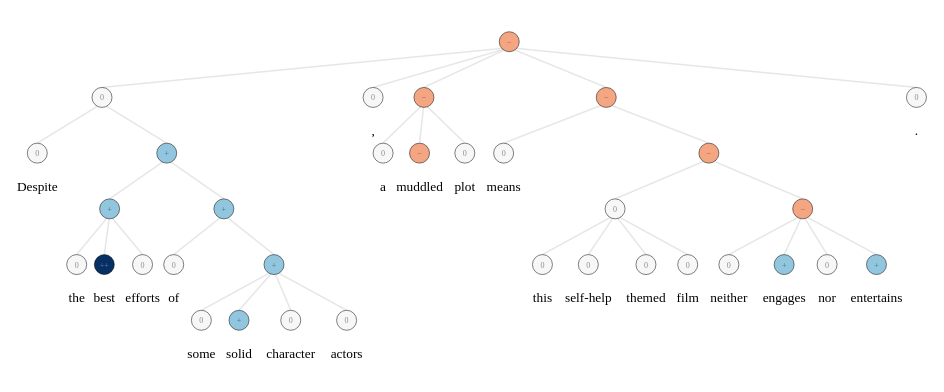 − 
0 0 − − 0
, .
0 + 0 − 0 0 −
Despite a muddled plot means
+ + 0 −
0 ++ 0 0 + 0 0 0 0 0 + 0 +
the best efforts of this self-help themed film neither engages nor entertains
0 + 0 0
some solid character actors